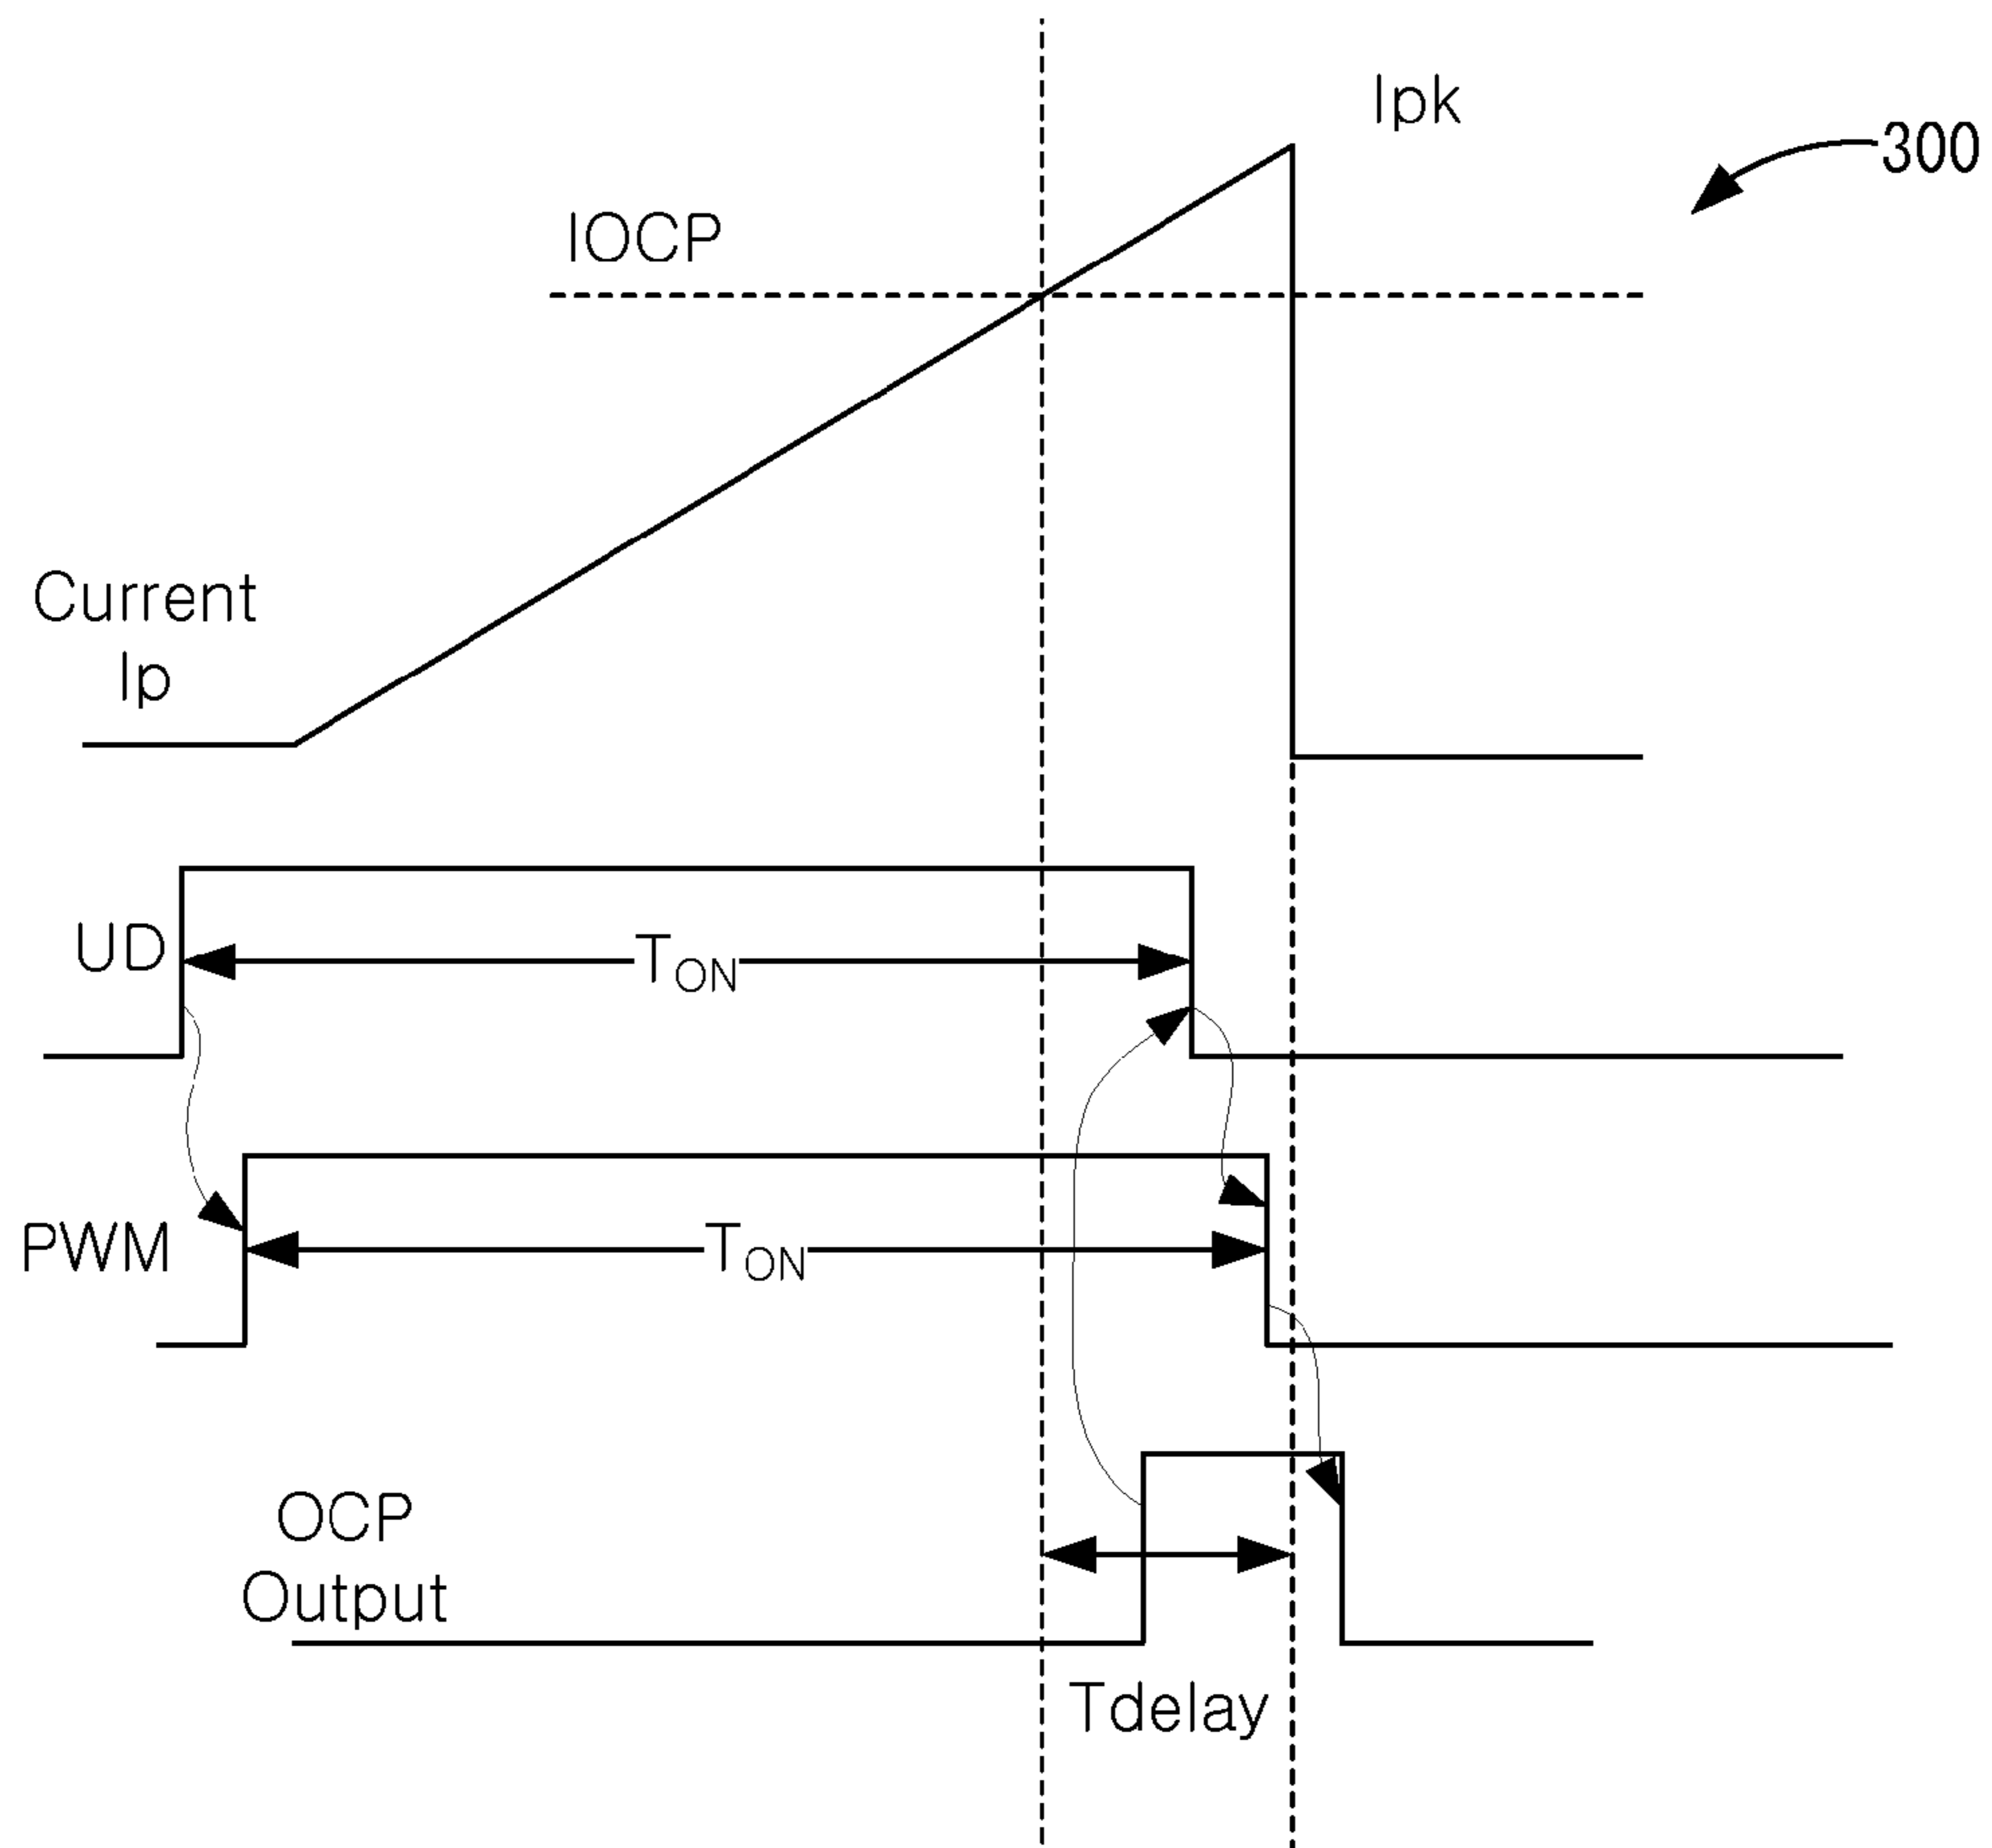 Ipk
300
IOCP
Current
Ip
UD
TON
PWM
TON
OCP
Output
Tdelay